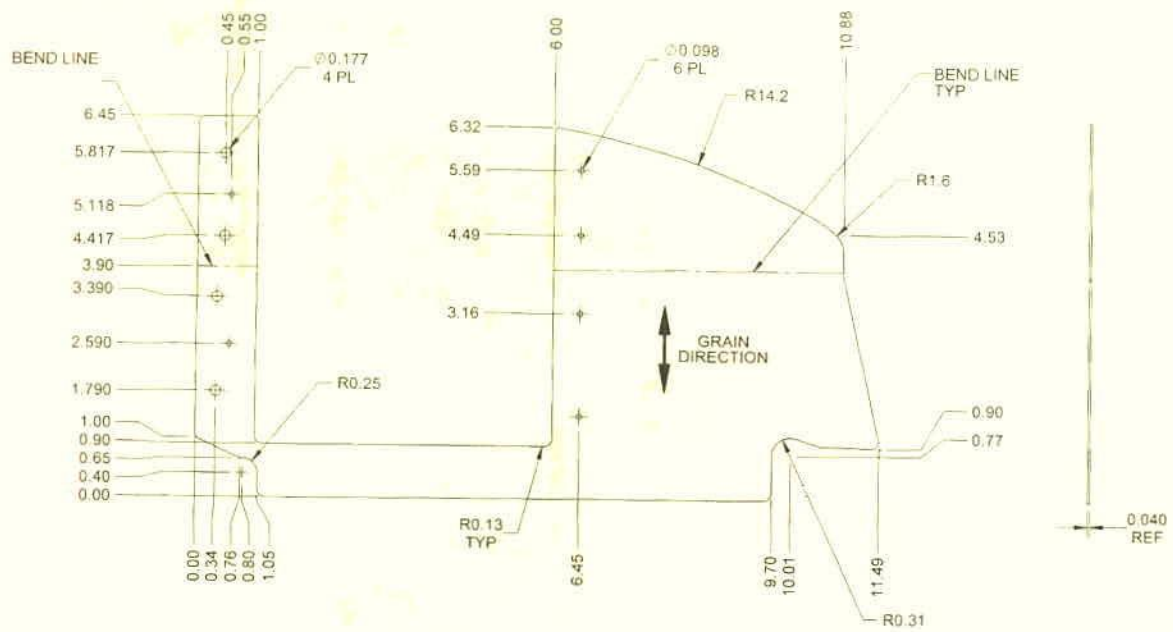 0.45
0.55
1.00
6.00
10.88
BEND LINE
Ø0.177
4 PL
Ø0.098
6 PL
BEND LINE
TYP
R14.2
6.45
6.32
5.817
5.59
R1.6
5.118
4.417
4.49
4.53
3.90
3.390
3.16
2.590
GRAIN
DIRECTION
1.790
R0.25
1.00
0.90
0.90
0.77
0.65
0.40
0.00
R0.13
TYP
0.040
REF
0.00
0.34
0.76
0.80
1.05
6.45
9.70
10.01
11.49
R0.31